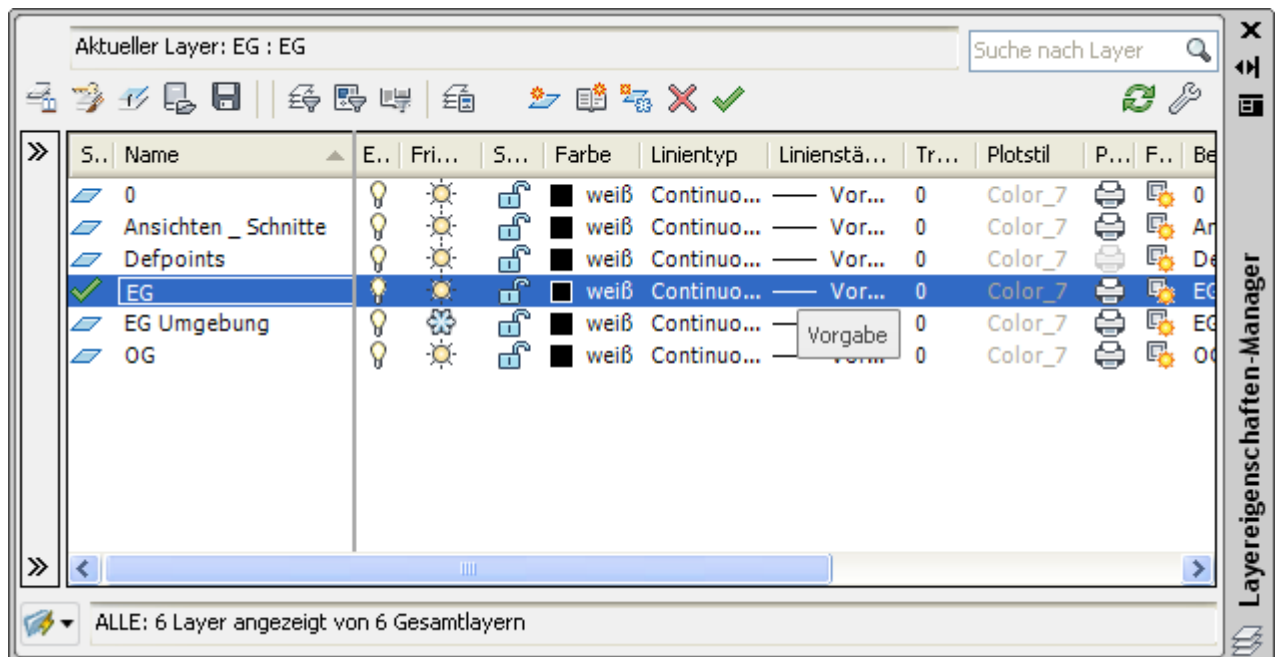 Aktueller Layer: EG : EG
Suche nach Layer
S.. Name E.. Fri... S... Farbe Linientyp Linienstä... Tr... Plotstil P... F.. Be
0 weiß Continuo... Vor... 0 Color_7 0
Ansichten _ Schnitte weiß Continuo... Vor... 0 Color_7 Ar
Defpoints weiß Continuo... Vor... 0 Color_7 De
EG weiß Continuo... Vor... 0 Color_7 EG
EG Umgebung weiß Continuo... 0 Color_7 EG
Vorgabe
OG weiß Continuo... 0 Color_7 OG
ALLE: 6 Layer angezeigt von 6 Gesamtlayern
Layereigenschaften-Manager